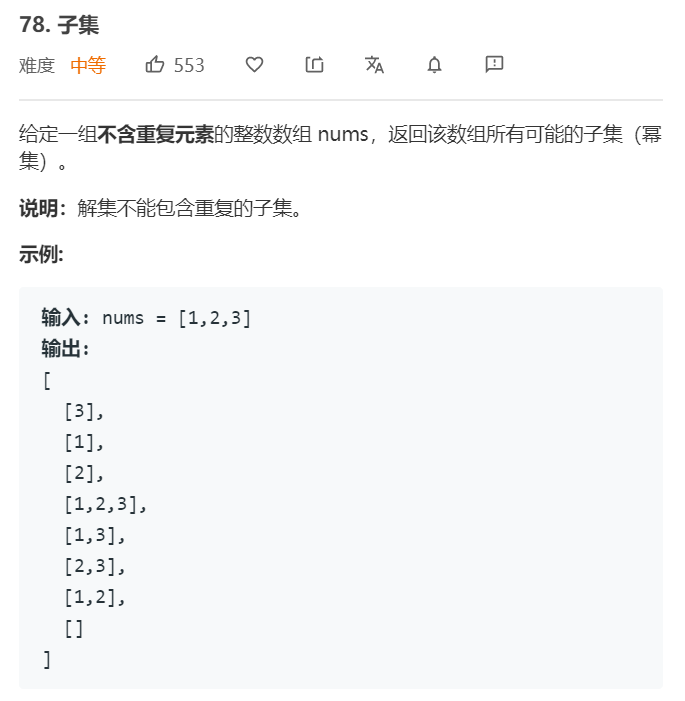 78. 子集
难度 中等 553
给定一组不含重复元素的整数数组 nums，返回该数组所有可能的子集（幂
集）。
说明：解集不能包含重复的子集。
示例:
输入: nums = [1,2,3]
输出:
[
[3],
[1],
[2],
[1,2,3],
[1,3],
[2,3],
[1,2],
[]
]